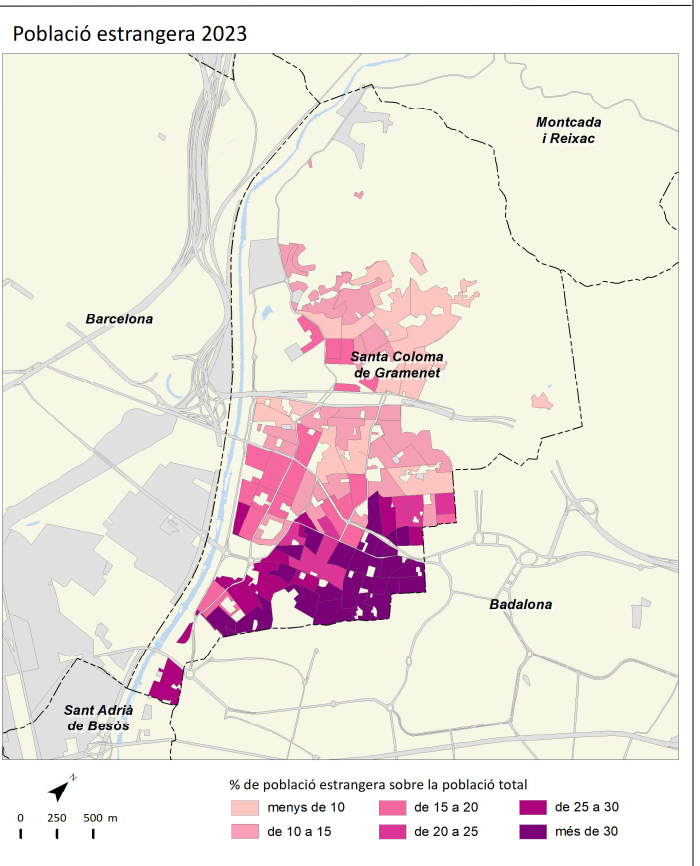 Població estrangera 2023
Montcada
i Reixac
Barcelona
Santa Coloma
de Gramenet
Badalona
Sant Adrià
de Besòs
N
0 250 500 m
% de població estrangera sobre la població total
menys de 10
de 15 a 20
de 25 a 30
de 10 a 15
de 20 a 25
més de 30